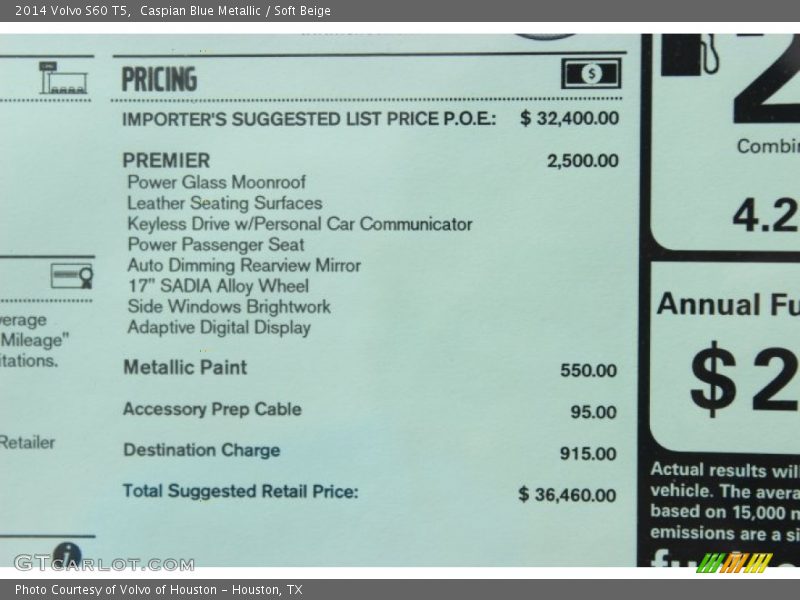 2014 Volvo S60 T5, Caspian Blue Metallic / Soft Beige
PRICING
IMPORTER'S SUGGESTED LIST PRICE P.O.E.: $ 32,400.00
PREMIER 2,500.00
Power Glass Moonroof
Leather Seating Surfaces
Keyless Drive w/Personal Car Communicator
Power Passenger Seat
Auto Dimming Rearview Mirror
17" SADIA Alloy Wheel
Side Windows Brightwork
Adaptive Digital Display
Metallic Paint 550.00
Accessory Prep Cable 95.00
Destination Charge 915.00
Total Suggested Retail Price: $ 36,460.00
verage
Mileage"
itations.
Retailer
2
Combin
4.2
Annual Fu
$ 2
Actual results will
vehicle. The avera
based on 15,000 m
emissions are a si
GTCARLOT.COM
Photo Courtesy of Volvo of Houston - Houston, TX